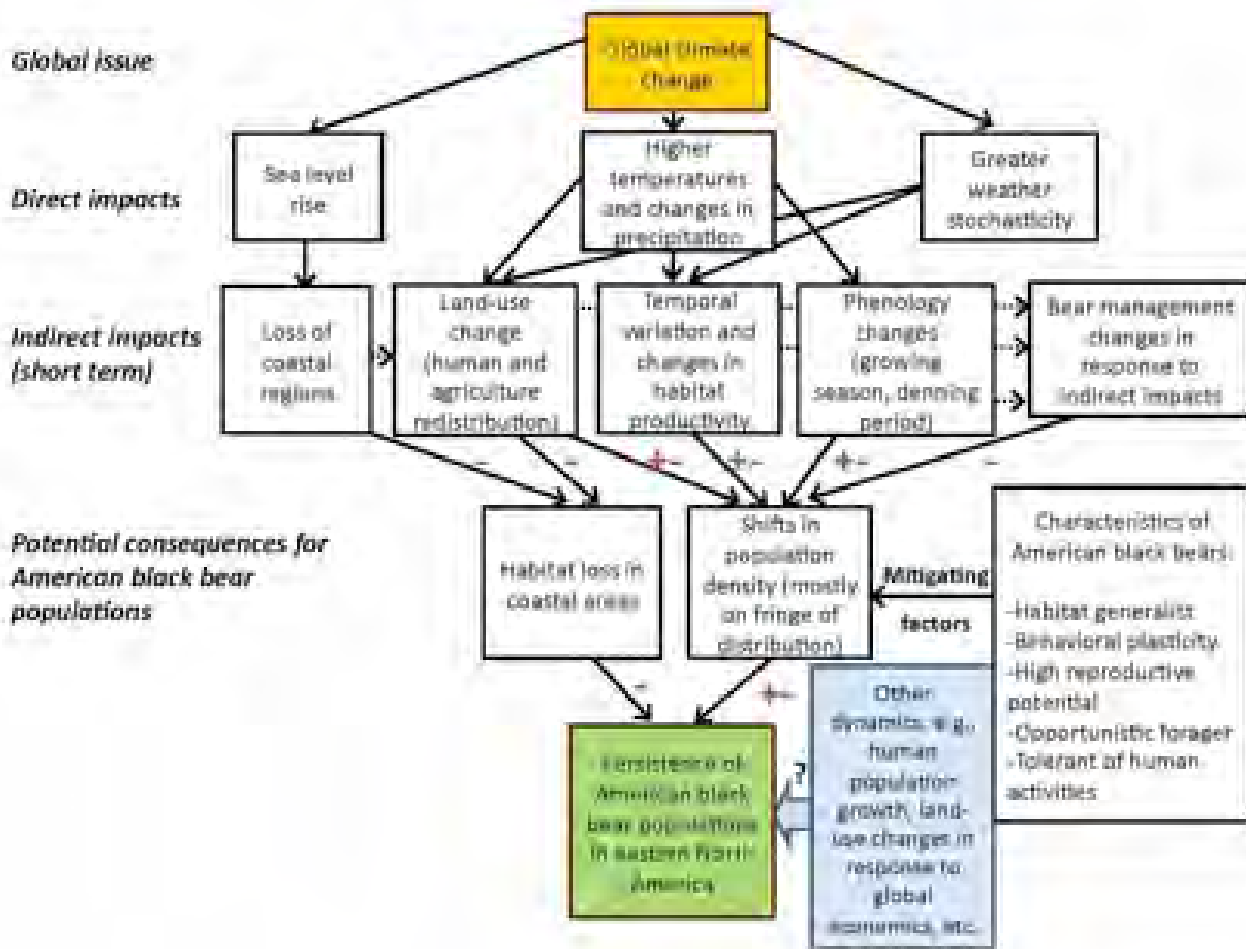 Global issue
Global Climate
Change
Direct impacts
Sea level
rise
Higher
temperatures
and changes in
precipitation
Greater
weather
stochasticity
Indirect impacts
(short term)
Loss of
coastal
regions
Land-use
change
(human and
agriculture
redistribution)
Temporal
variation and
changes in
habitat
productivity
Phenology
changes
(growing
season, denning
period)
Bear management
changes in
response to
indirect impacts
-
-
+-
+-
+-
-
Potential consequences for
American black bear
populations
Habitat loss in
coastal areas
Shifts in
population
density (mostly
on fringe of
distribution)
Mitigating
factors
Characteristics of
American black bears:
-Habitat generalist
-Behavioral plasticity
-High reproductive
potential
-Opportunistic forager
-Tolerant of human
activities
-
+-
Persistence of
American black
bear populations
in eastern North
America
?
Other
dynamics, e.g.,
human
population
growth, land-
use changes in
response to
global
economics, etc.